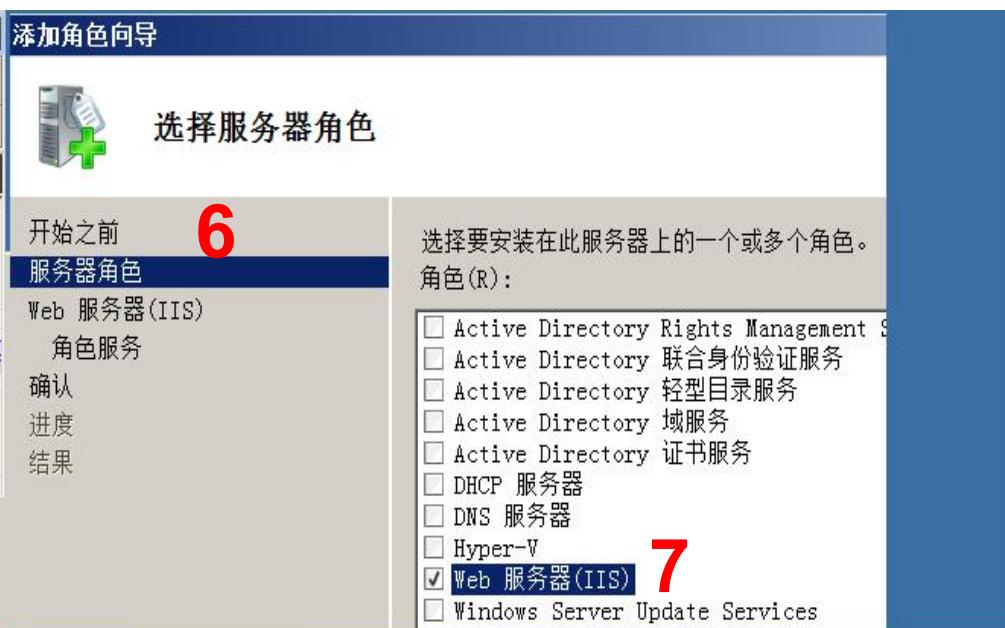 添加角色向导
选择服务器角色
开始之前
6
服务器角色
Web 服务器(IIS)
角色服务
确认
进度
结果
选择要安装在此服务器上的一个或多个角色。
角色(R):
Active Directory Rights Management
Active Directory 联合身份验证服务
Active Directory 轻型目录服务
Active Directory 域服务
Active Directory 证书服务
DHCP 服务器
DNS 服务器
Hyper-V
7
Web 服务器(IIS)
Windows Server Update Services